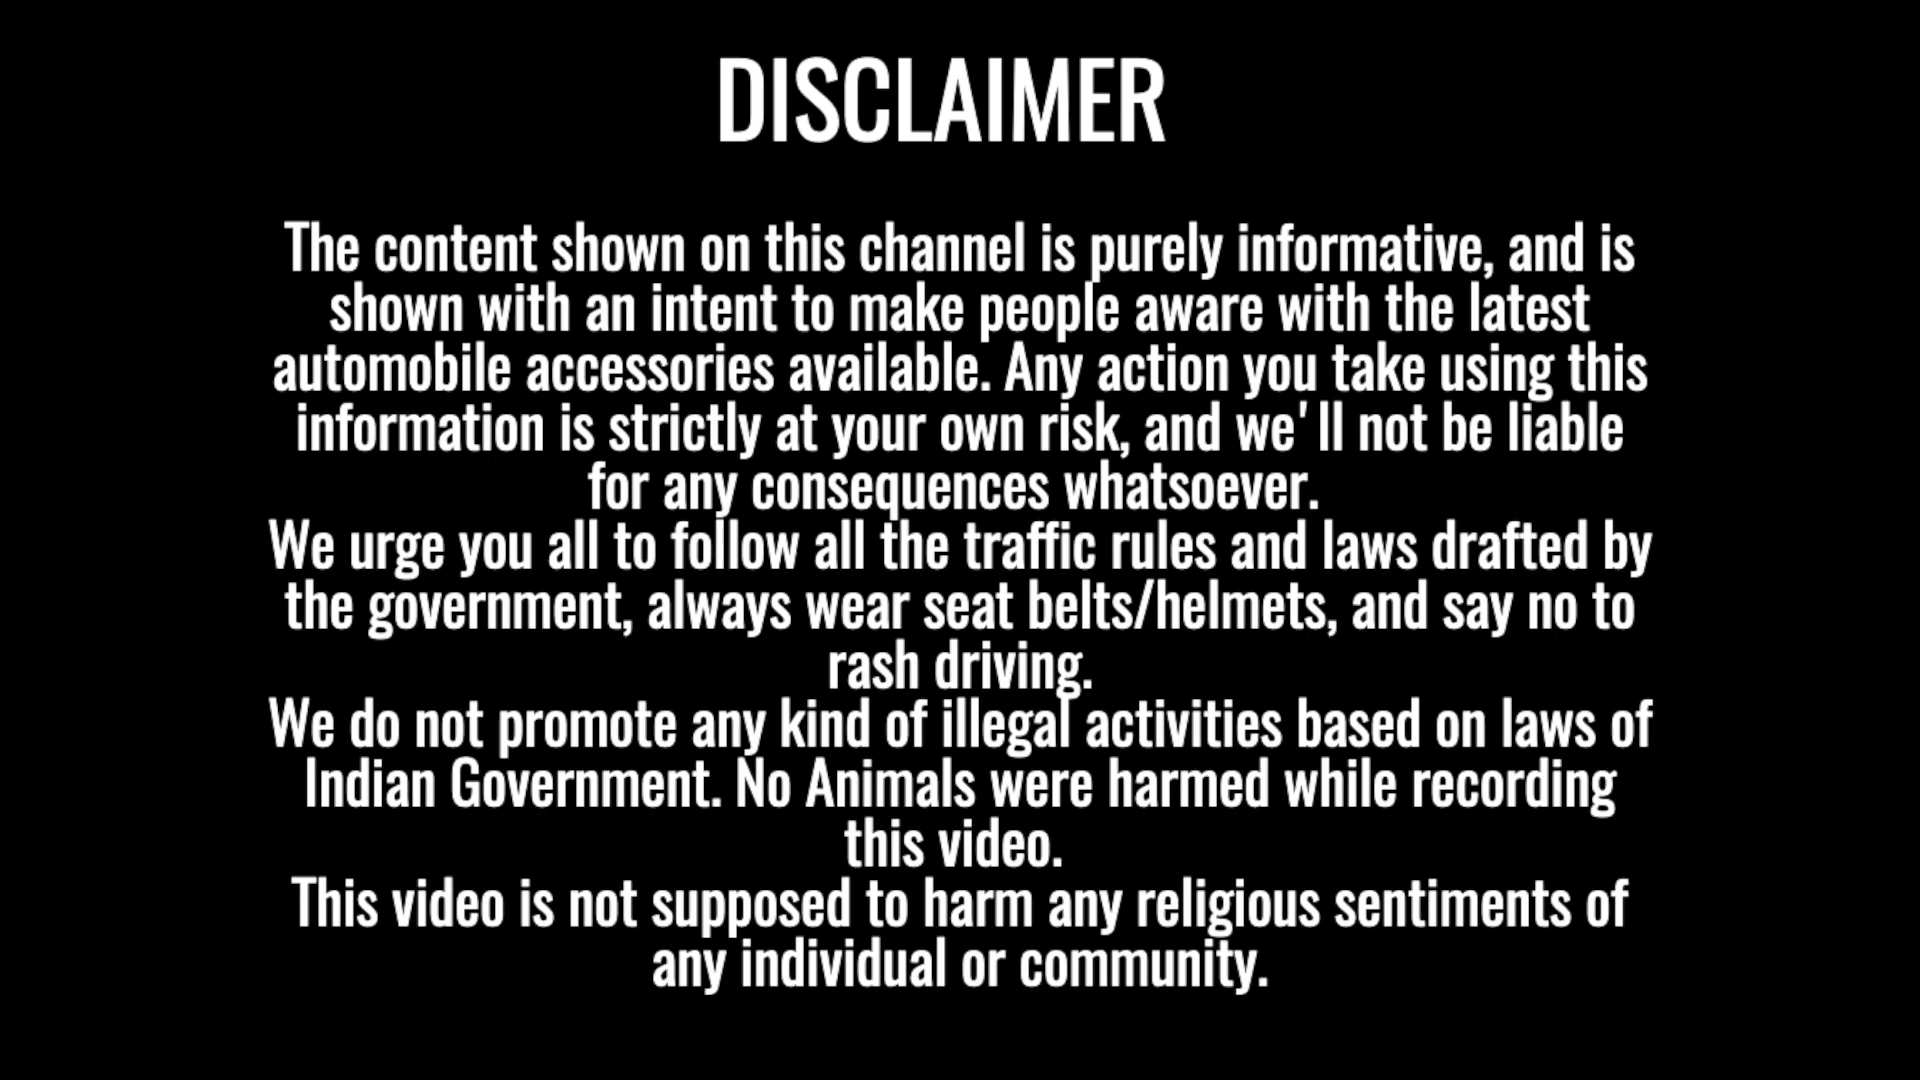 DISCLAIMER
The content shown on this channel is purely informative, and is
shown with an intent to make people aware with the latest
automobile accessories available. Any action you take using this
information is strictly at your own risk, and we'll not be liable
for any consequences whatsoever.
We urge you all to follow all the traffic rules and laws drafted by
the government, always wear seat belts/helmets, and say no to
rash driving.
We do not promote any kind of illegal activities based on laws of
Indian Government. No Animals were harmed while recording
this video.
This video is not supposed to harm any religious sentiments of
any individual or community.